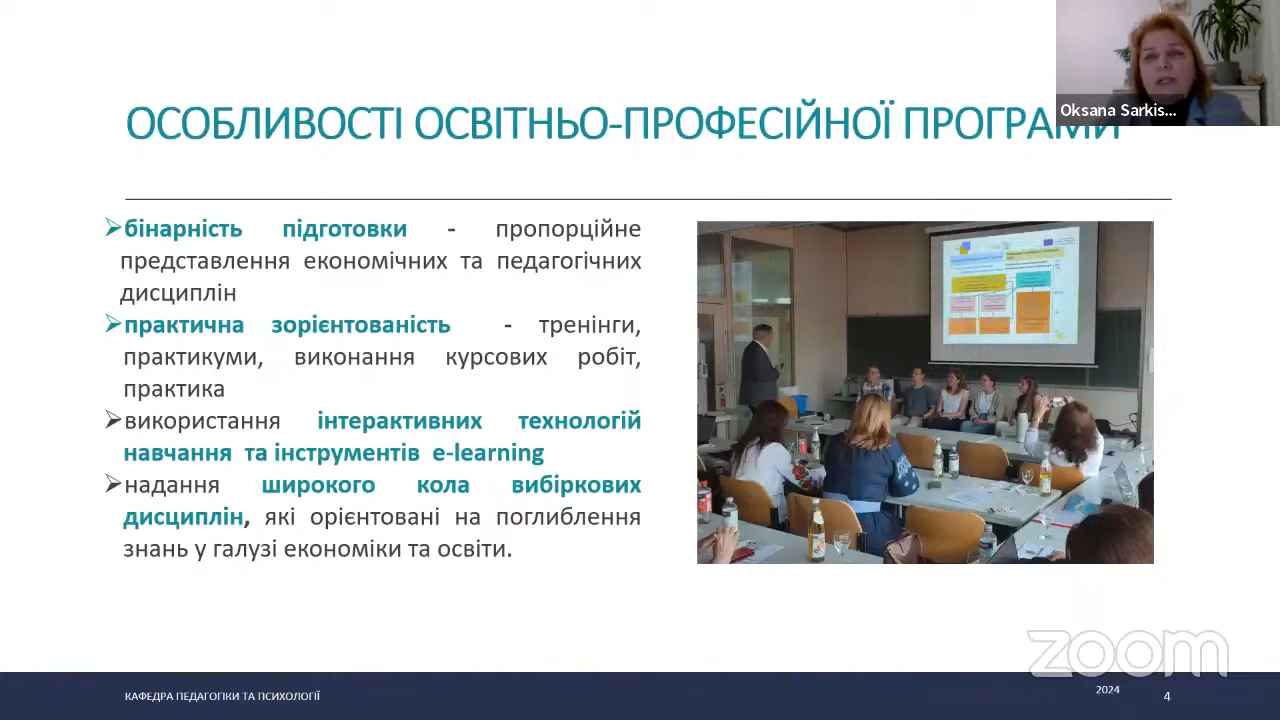 ОСОБЛИВОСТІ ОСВІТНЬО-ПРОФЕСІЙНОЇ ПРОГРАМИ
Oksana Sarkis...
бінарність підготовки - пропорційне
представлення економічних та педагогічних
дисциплін
практична зорієнтованість - тренінги,
практикуми, виконання курсових робіт,
практика
використання інтерактивних технологій
навчання та інструментів e-learning
надання широкого кола вибіркових
дисциплін, які орієнтовані на поглиблення
знань у галузі економіки та освіти.
zoom
КАФЕДРА ПЕДАГОГІКИ ТА ПСИХОЛОГІЇ
2024
4